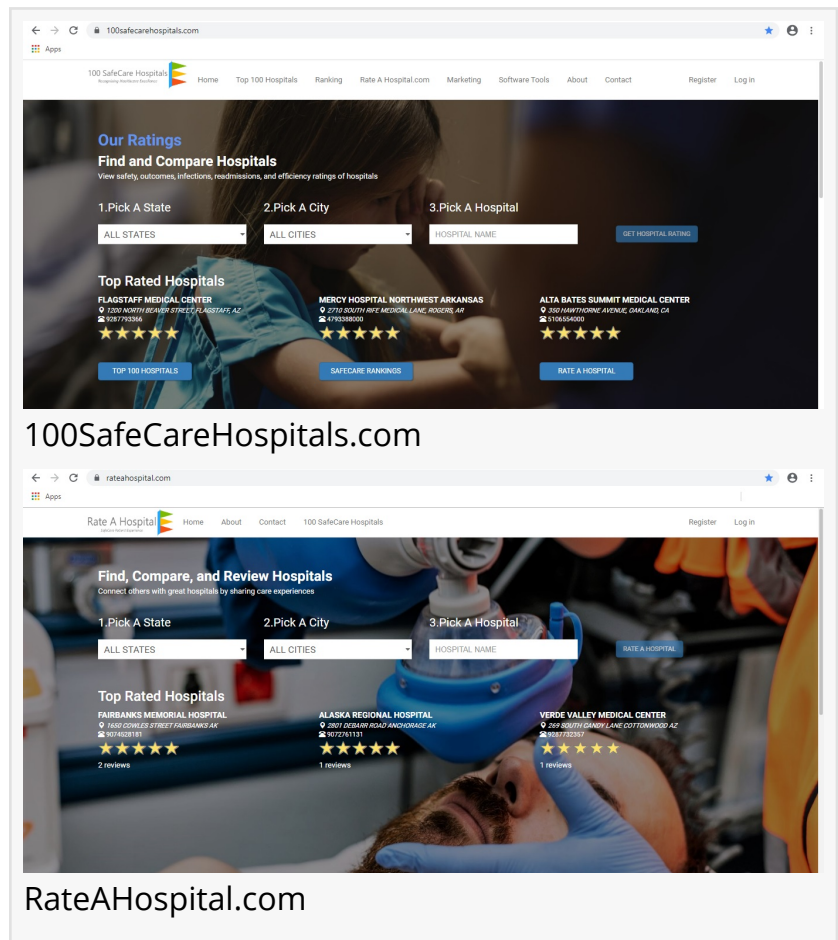 100safecarehospitals.com
Apps
100 SafeCare Hospitals
Recognizing Healthcare Excellence
Home Top 100 Hospitals Ranking Rate A Hospital.com Marketing Software Tools About Contact Register Log in
Our Ratings
Find and Compare Hospitals
View safety, outcomes, infections, readmissions, and efficiency ratings of hospitals
1.Pick A State 2.Pick A City 3.Pick A Hospital
ALL STATES ALL CITIES HOSPITAL NAME GET HOSPITAL RATING
Top Rated Hospitals
FLAGSTAFF MEDICAL CENTER MERCY HOSPITAL NORTHWEST ARKANSAS ALTA BATES SUMMIT MEDICAL CENTER
1200 NORTH BEAVER STREET, FLAGSTAFF, AZ 2710 SOUTH RIFE MEDICAL LANE, ROGERS, AR 350 HAWTHORNE AVENUE, OAKLAND, CA
9287793366 4793388000 5106554000
TOP 100 HOSPITALS SAFECARE RANKINGS RATE A HOSPITAL
100SafeCareHospitals.com
rateahospital.com
Apps
Rate A Hospital
Home About Contact 100 SafeCare Hospitals Register Log in
Find, Compare, and Review Hospitals
Connect others with great hospitals by sharing care experiences
1.Pick A State 2.Pick A City 3.Pick A Hospital
ALL STATES ALL CITIES HOSPITAL NAME RATE A HOSPITAL
Top Rated Hospitals
FAIRBANKS MEMORIAL HOSPITAL ALASKA REGIONAL HOSPITAL VERDE VALLEY MEDICAL CENTER
1650 COWLES STREET FAIRBANKS AK 2801 DEBARR ROAD ANCHORAGE AK 269 SOUTH CANDY LANE COTTONWOOD AZ
9074528181 9072761131 9287732357
2 reviews 1 reviews 1 reviews
RateAHospital.com